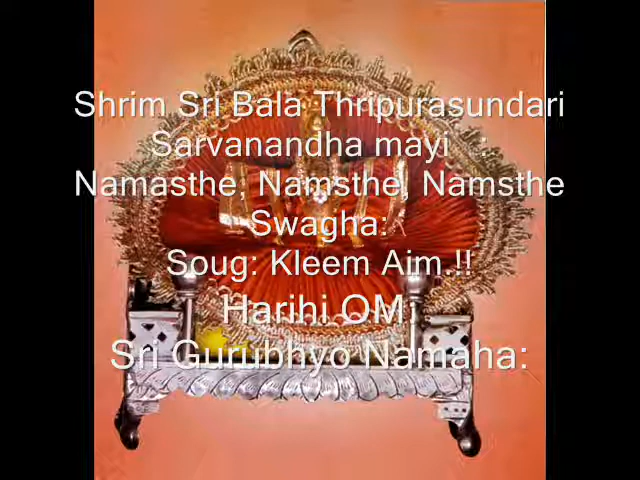 Shrim Sri Bala Thripurasundari
Sarvanandha mayi   :
Namasthe, Namsthe, Namsthe
Swagha:
Soug: Kleem Aim.!!
Harihi OM:
Sri Gurubhyo Namaha: